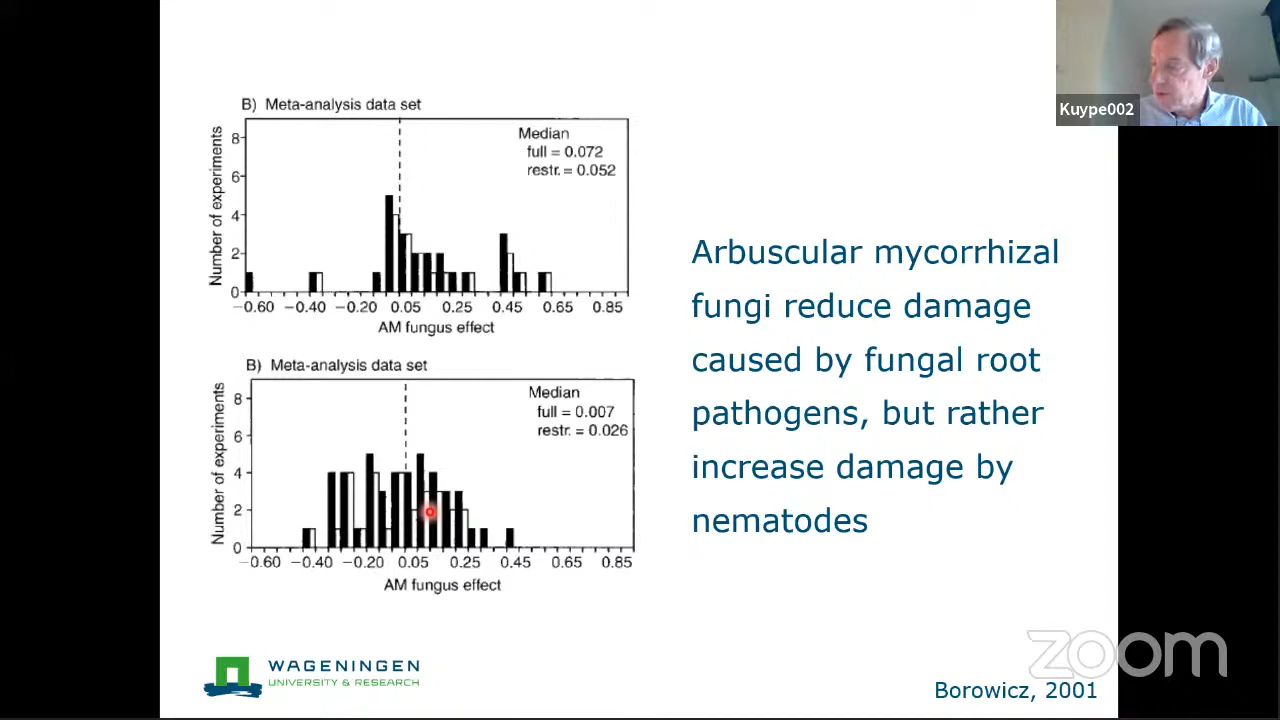 Kuype002
B) Meta-analysis data set
Median
full = 0.072
restr. = 0.052
Number of experiments
8
6
4
2
0
−0.60 −0.40 −0.20 0.05 0.25 0.45 0.65 0.85
AM fungus effect
B) Meta-analysis data set
Median
full = 0.007
restr. = 0.026
Number of experiments
8
6
4
2
0
−0.60 −0.40 −0.20 0.05 0.25 0.45 0.65 0.85
AM fungus effect
Arbuscular mycorrhizal
fungi reduce damage
caused by fungal root
pathogens, but rather
increase damage by
nematodes
WAGENINGEN
UNIVERSITY & RESEARCH
zoom
Borowicz, 2001